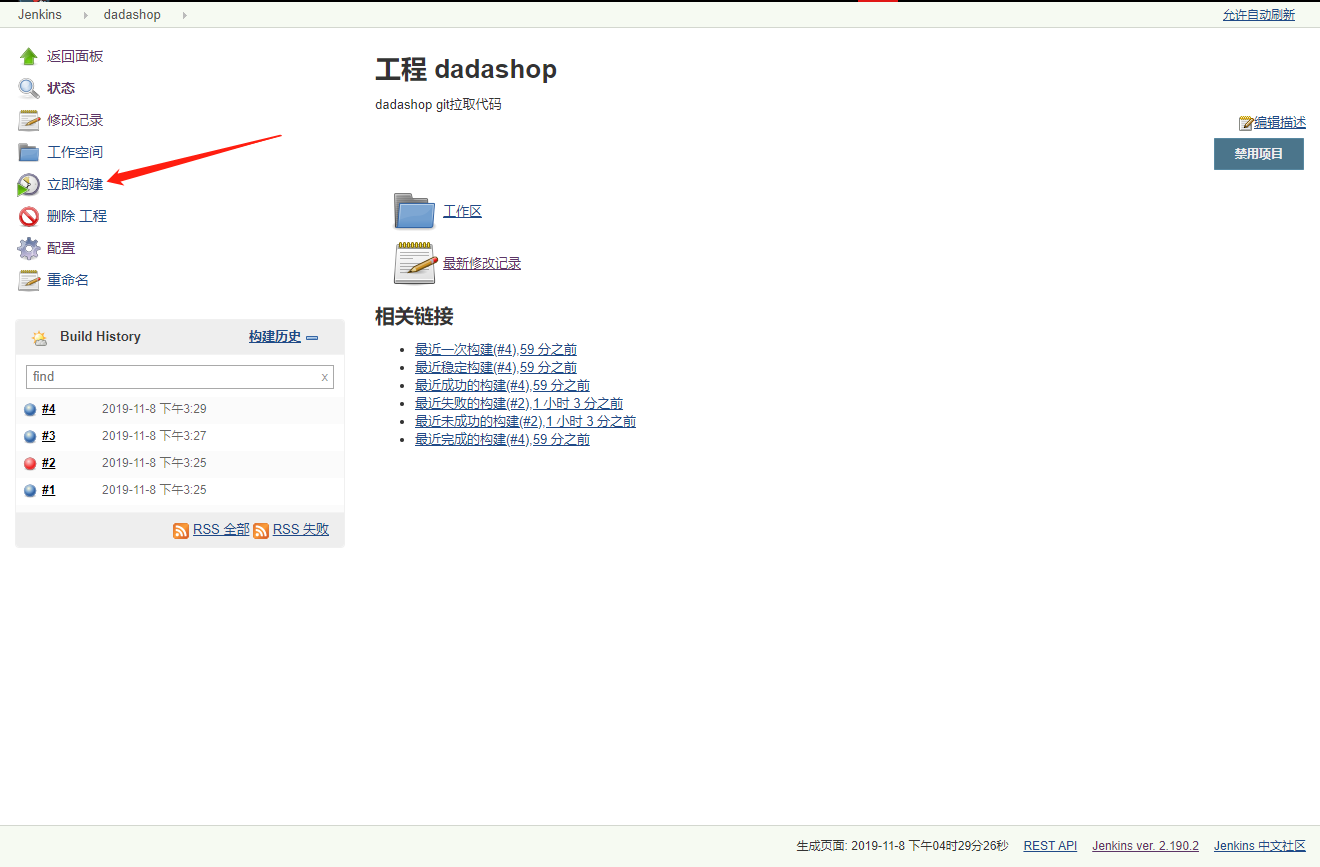 Jenkins dadashop 允许自动刷新
返回面板
状态
修改记录
工作空间
立即构建
删除 工程
配置
重命名
Build History 构建历史
find x
#4 2019-11-8 下午3:29
#3 2019-11-8 下午3:27
#2 2019-11-8 下午3:25
#1 2019-11-8 下午3:25
RSS 全部 RSS 失败
工程 dadashop
dadashop git拉取代码
编辑描述
禁用项目
工作区
最新修改记录
相关链接
最近一次构建(#4),59 分之前
最近稳定构建(#4),59 分之前
最近成功的构建(#4),59 分之前
最近失败的构建(#2),1 小时 3 分之前
最近未成功的构建(#2),1 小时 3 分之前
最近完成的构建(#4),59 分之前
生成页面: 2019-11-8 下午04时29分26秒 REST API Jenkins ver. 2.190.2 Jenkins 中文社区